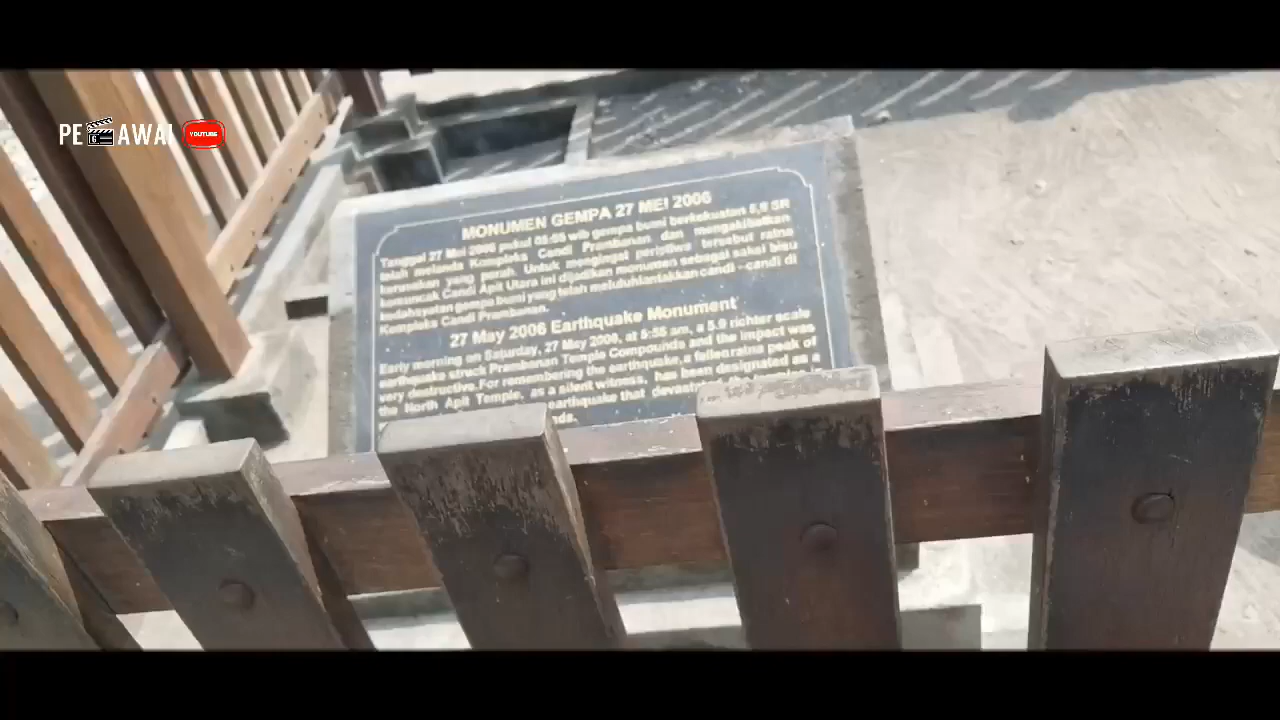 PE AWAI YOUTUBE
MONUMEN GEMPA 27 MEI 2006
Tanggal 27 Mei 2006 pukul 05:55 wib gempa bumi berkekuatan 5,9 SR
telah melanda Kompleks Candi Prambanan dan mengakibatkan
kerusakan yang parah. Untuk mengingat peristiwa tersebut ratna
kemuncak Candi Apit Utara ini dijadikan monumen sebagai saksi bisu
kedahsyatan gempa bumi yang telah meluluhlantakkan candi - candi di
Kompleks Candi Prambanan.
27 May 2006 Earthquake Monument
Early morning on Saturday, 27 May 2006, at 5:55 am, a 5.9 richter scale
earthquake struck Prambanan Temple Compounds and the impact was
very destructive. For remembering the earthquake, a fallen ratna peak of
the North Apit Temple, as a silent witness, has been designated as a
earthquake that